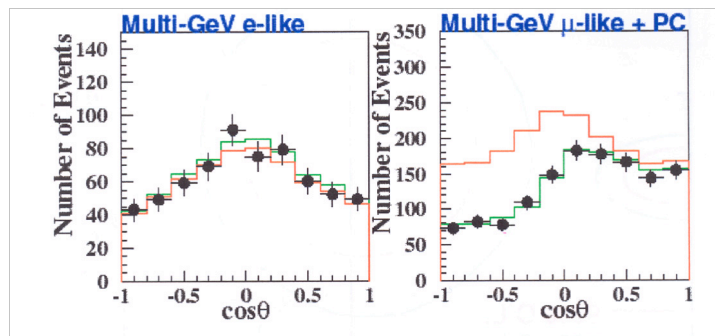 Multi-GeV e-like
Number of Events
140
120
100
80
60
40
20
0
-1 -0.5 0 0.5 1
cosθ
Multi-GeV μ-like + PC
Number of Events
350
300
250
200
150
100
50
0
-1 -0.5 0 0.5 1
cosθ